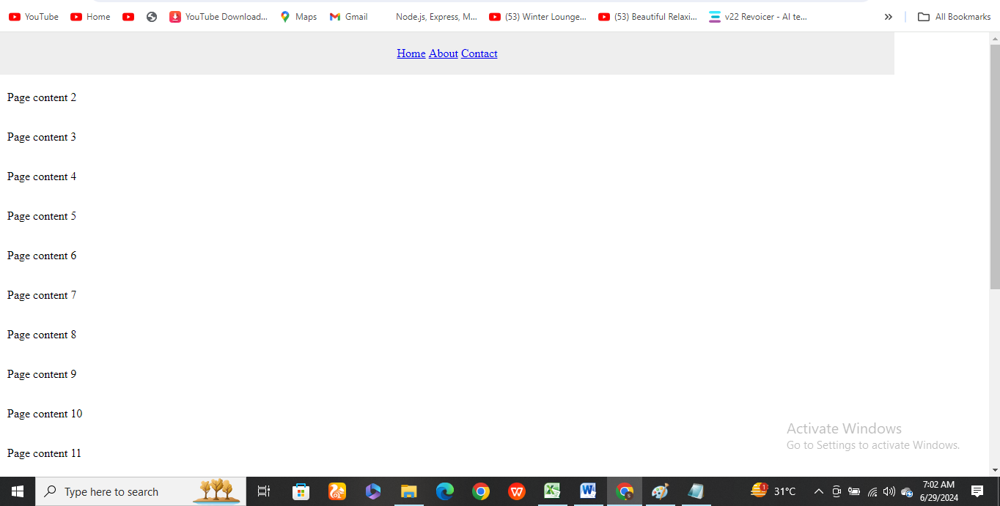 YouTube Home YouTube Download... Maps Gmail Node.js, Express, M... (53) Winter Lounge... (53) Beautiful Relaxi... v22 Revoicer - AI te... » All Bookmarks
Home About Contact
Page content 2
Page content 3
Page content 4
Page content 5
Page content 6
Page content 7
Page content 8
Page content 9
Page content 10
Page content 11
Activate Windows
Go to Settings to activate Windows.
Type here to search
1 31°C
7:02 AM
6/29/2024